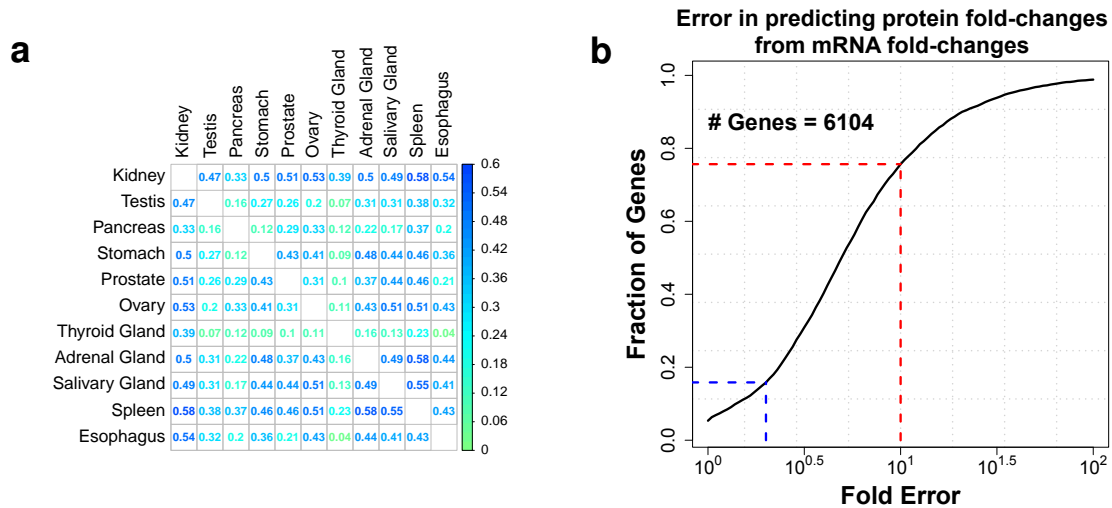 a
Kidney
Testis
Pancreas
Stomach
Prostate
Ovary
Thyroid Gland
Adrenal Gland
Salivary Gland
Spleen
Esophagus
Kidney 0.47 0.33 0.5 0.51 0.53 0.39 0.5 0.49 0.58 0.54
Testis 0.47 0.16 0.27 0.26 0.2 0.07 0.31 0.31 0.38 0.32
Pancreas 0.33 0.16 0.12 0.29 0.33 0.12 0.22 0.17 0.37 0.2
Stomach 0.5 0.27 0.12 0.43 0.41 0.09 0.48 0.44 0.46 0.36
Prostate 0.51 0.26 0.29 0.43 0.31 0.1 0.37 0.44 0.46 0.21
Ovary 0.53 0.2 0.33 0.41 0.31 0.11 0.43 0.51 0.51 0.43
Thyroid Gland 0.39 0.07 0.12 0.09 0.1 0.11 0.16 0.13 0.23 0.04
Adrenal Gland 0.5 0.31 0.22 0.48 0.37 0.43 0.16 0.49 0.58 0.44
Salivary Gland 0.49 0.31 0.17 0.44 0.44 0.51 0.13 0.49 0.55 0.41
Spleen 0.58 0.38 0.37 0.46 0.46 0.51 0.23 0.58 0.55 0.43
Esophagus 0.54 0.32 0.2 0.36 0.21 0.43 0.04 0.44 0.41 0.43
0.6
0.54
0.48
0.42
0.36
0.3
0.24
0.18
0.12
0.06
0
b
Error in predicting protein fold-changes
from mRNA fold-changes
# Genes = 6104
Fraction of Genes
1.0
0.8
0.6
0.4
0.2
0.0
10^0 10^0.5 10^1 10^1.5 10^2
Fold Error